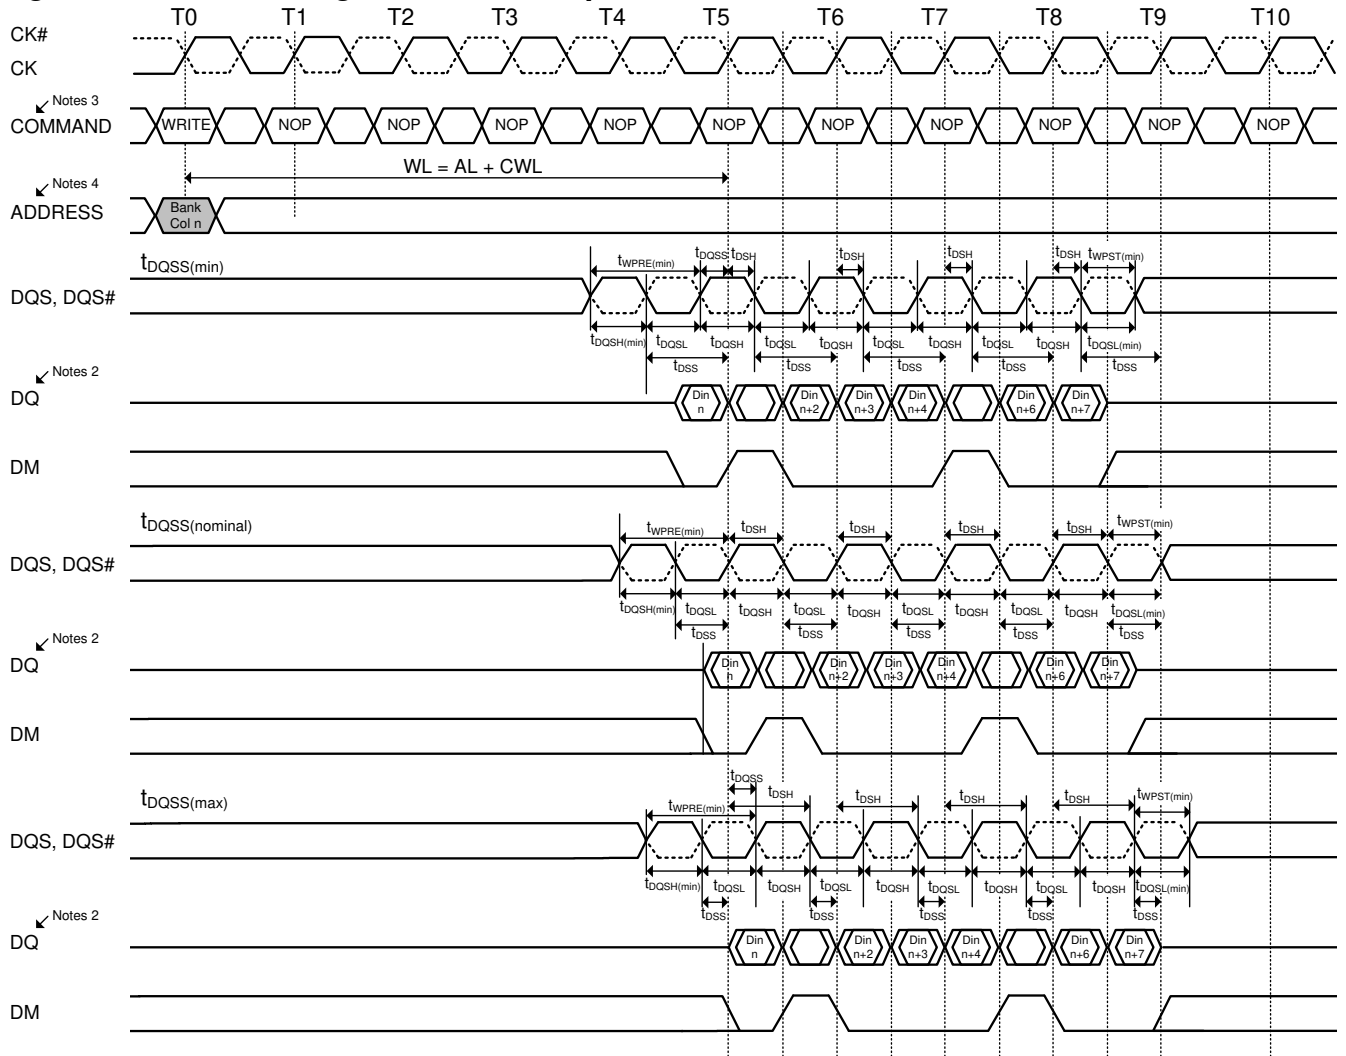 T0 T1 T2 T3 T4 T5 T6 T7 T8 T9 T10
CK#
CK
Notes 3
COMMAND WRITE NOP NOP NOP NOP NOP NOP NOP NOP NOP NOP
WL = AL + CWL
Notes 4
ADDRESS Bank Col n
tDQSS(min) tWPRE(min) tDQSS tDSH tDSH tDSH tDSH tWPST(min)
DQS, DQS#
tDQSH(min) tDQSL tDQSH tDQSL tDQSH tDQSL tDQSH tDQSL tDQSH tDQSL(min)
tDSS tDSS tDSS tDSS tDSS
Notes 2
DQ Din n Din n+2 Din n+3 Din n+4 Din n+6 Din n+7
DM
tDQSS(nominal) tWPRE(min) tDSH tDSH tDSH tDSH tWPST(min)
DQS, DQS#
tDQSH(min) tDQSL tDQSH tDQSL tDQSH tDQSL tDQSH tDQSL tDQSH tDQSL(min)
tDSS tDSS tDSS tDSS tDSS
Notes 2
DQ Din n Din n+2 Din n+3 Din n+4 Din n+6 Din n+7
DM
tDQSS
tDQSS(max) tWPRE(min) tDSH tDSH tDSH tDSH tWPST(min)
DQS, DQS#
tDQSH(min) tDQSL tDQSH tDQSL tDQSH tDQSL tDQSH tDQSL tDQSH tDQSL(min)
tDSS tDSS tDSS tDSS tDSS
Notes 2
DQ Din n Din n+2 Din n+3 Din n+4 Din n+6 Din n+7
DM